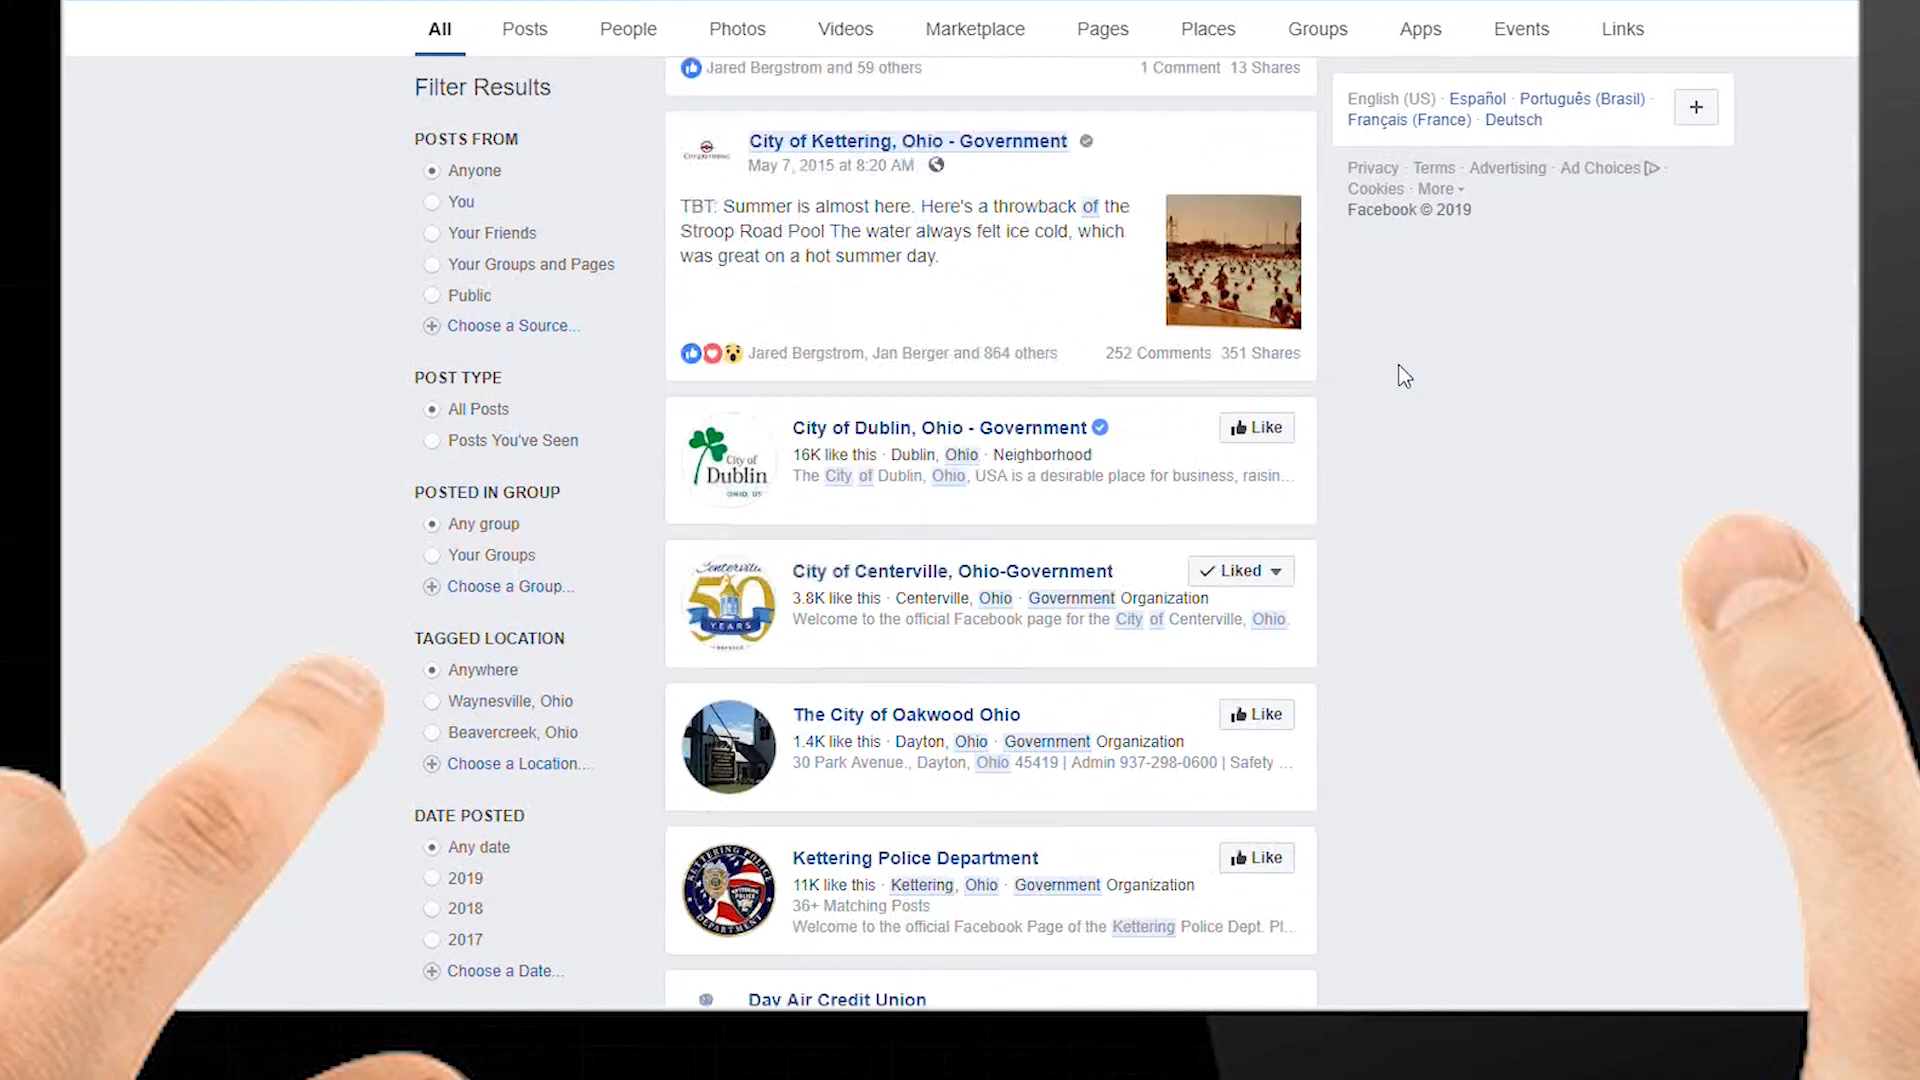 All Posts People Photos Videos Marketplace Pages Places Groups Apps Events Links
Filter Results
POSTS FROM
Anyone
You
Your Friends
Your Groups and Pages
Public
Choose a Source...
POST TYPE
All Posts
Posts You've Seen
POSTED IN GROUP
Any group
Your Groups
Choose a Group...
TAGGED LOCATION
Anywhere
Waynesville, Ohio
Beavercreek, Ohio
Choose a Location...
DATE POSTED
Any date
2019
2018
2017
Choose a Date...
Jared Bergstrom and 59 others 1 Comment 13 Shares
City of Kettering, Ohio - Government
May 7, 2015 at 8:20 AM
TBT: Summer is almost here. Here's a throwback of the
Stroop Road Pool The water always felt ice cold, which
was great on a hot summer day.
Jared Bergstrom, Jan Berger and 864 others 252 Comments 351 Shares
City of
Dublin
OHIO, US
City of Dublin, Ohio - Government
Like
16K like this · Dublin, Ohio · Neighborhood
The City of Dublin, Ohio, USA is a desirable place for business, raisin...
Centerville
50
YEARS
service
City of Centerville, Ohio-Government
Liked
3.8K like this · Centerville, Ohio · Government Organization
Welcome to the official Facebook page for the City of Centerville, Ohio.
The City of Oakwood Ohio
Like
1.4K like this · Dayton, Ohio · Government Organization
30 Park Avenue., Dayton, Ohio 45419 | Admin 937-298-0600 | Safety ...
KETTERING POLICE
DEPARTMENT
Kettering Police Department
Like
11K like this · Kettering, Ohio · Government Organization
36+ Matching Posts
Welcome to the official Facebook Page of the Kettering Police Dept. Pl...
Day Air Credit Union
English (US) · Español · Português (Brasil) ·
Français (France) · Deutsch
+
Privacy · Terms · Advertising · Ad Choices ·
Cookies · More
Facebook © 2019